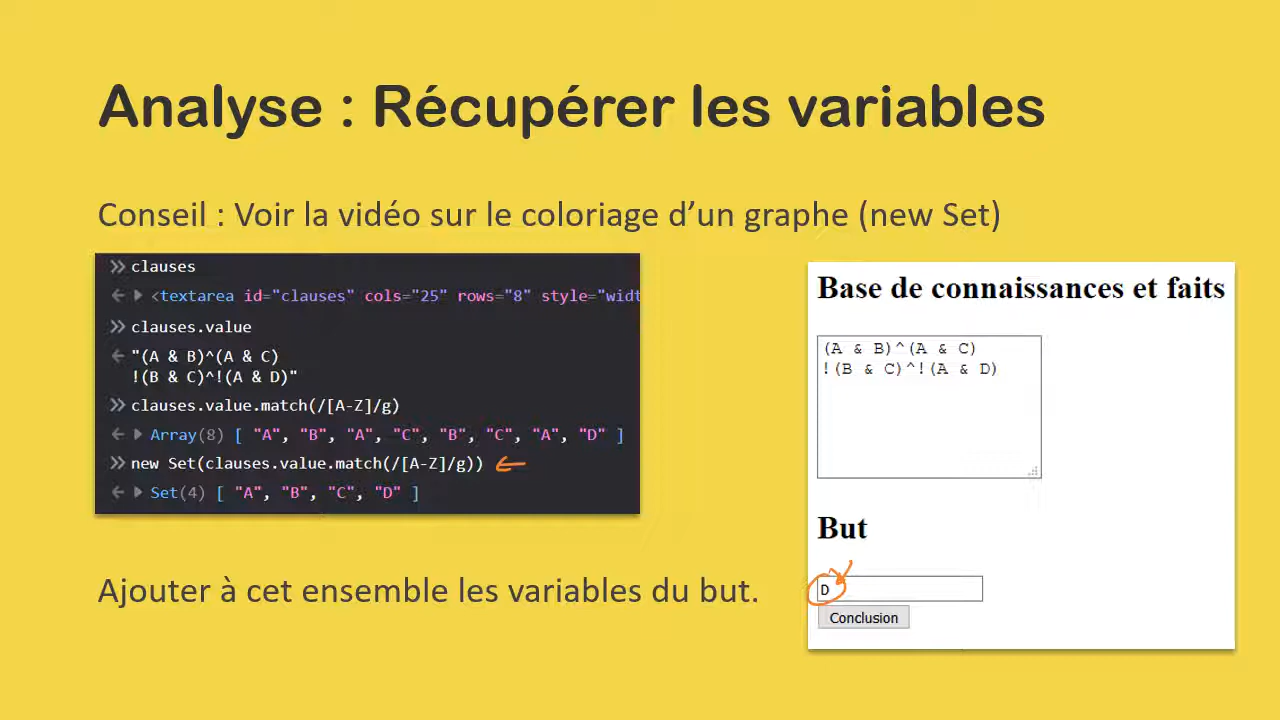 Analyse : Récupérer les variables
Conseil : Voir la vidéo sur le coloriage d’un graphe (new Set)
» clauses
<textarea id="clauses" cols="25" rows="8" style="widt
» clauses.value
"(A & B)^(A & C)
!(B & C)^!(A & D)"
» clauses.value.match(/[A-Z]/g)
Array(8) [ "A", "B", "A", "C", "B", "C", "A", "D" ]
» new Set(clauses.value.match(/[A-Z]/g))
Set(4) [ "A", "B", "C", "D" ]
Base de connaissances et faits
(A & B)^(A & C)
!(B & C)^!(A & D)
But
D
Conclusion
Ajouter à cet ensemble les variables du but.